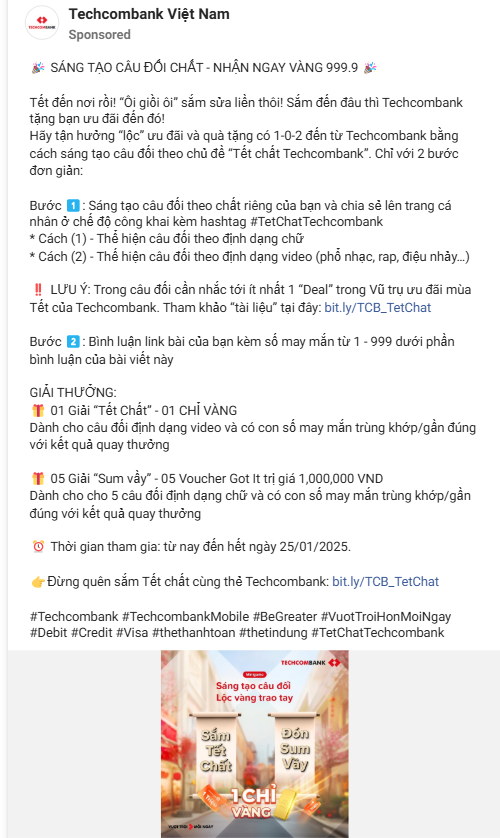 TECHCOMBANK
Techcombank Việt Nam
Sponsored
🎉 SÁNG TẠO CÂU ĐỐI CHẤT - NHẬN NGAY VÀNG 999.9 🎉
Tết đến nơi rồi! “Ôi giồi ôi” sắm sửa liền thôi! Sắm đến đâu thì Techcombank
tặng bạn ưu đãi đến đó!
Hãy tận hưởng “lộc” ưu đãi và quà tặng có 1-0-2 đến từ Techcombank bằng
cách sáng tạo câu đối theo chủ đề “Tết chất Techcombank”. Chỉ với 2 bước
đơn giản:
Bước 1️⃣ : Sáng tạo câu đối theo chất riêng của bạn và chia sẻ lên trang cá
nhân ở chế độ công khai kèm hashtag #TetChatTechcombank
* Cách (1) - Thể hiện câu đối theo định dạng chữ
* Cách (2) - Thể hiện câu đối theo định dạng video (phổ nhạc, rap, điệu nhảy…)
‼️ LƯU Ý: Trong câu đối cần nhắc tới ít nhất 1 “Deal” trong Vũ trụ ưu đãi mùa
Tết của Techcombank. Tham khảo “tài liệu” tại đây: bit.ly/TCB_TetChat
Bước 2️⃣ : Bình luận link bài của bạn kèm số may mắn từ 1 - 999 dưới phần
bình luận của bài viết này
GIẢI THƯỞNG:
🎁 01 Giải “Tết Chất” - 01 CHỈ VÀNG
Dành cho câu đối định dạng video và có con số may mắn trùng khớp/gần đúng
với kết quả quay thưởng
🎁 05 Giải “Sum vầy” - 05 Voucher Got It trị giá 1,000,000 VND
Dành cho cho 5 câu đối định dạng chữ và có con số may mắn trùng khớp/gần
đúng với kết quả quay thưởng
⏰ Thời gian tham gia: từ nay đến hết ngày 25/01/2025.
👉Đừng quên sắm Tết chất cùng thẻ Techcombank: bit.ly/TCB_TetChat
#Techcombank #TechcombankMobile #BeGreater #VuotTroiHonMoiNgay
#Debit #Credit #Visa #thethanhtoan #thetindung #TetChatTechcombank
TECHCOMBANK
Mini game
Sáng tạo câu đối
Lộc vàng trao tay
Sắm
Tết
Chất
Đón
Sum
Vầy
1 CHỈ
VÀNG
VƯỢT TRỘI MỖI NGÀY